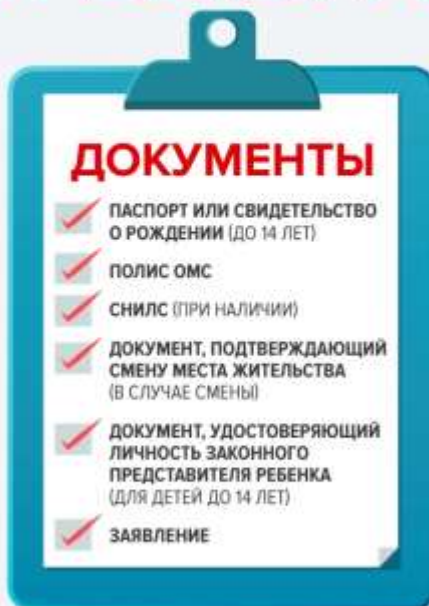 ДОКУМЕНТЫ
ПАСПОРТ ИЛИ СВИДЕТЕЛЬСТВО
О РОЖДЕНИИ (ДО 14 ЛЕТ)
ПОЛИС ОМС
СНИЛС (ПРИ НАЛИЧИИ)
ДОКУМЕНТ, ПОДТВЕРЖДАЮЩИЙ
СМЕНУ МЕСТА ЖИТЕЛЬСТВА
(В СЛУЧАЕ СМЕНЫ)
ДОКУМЕНТ, УДОСТОВЕРЯЮЩИЙ
ЛИЧНОСТЬ ЗАКОННОГО
ПРЕДСТАВИТЕЛЯ РЕБЕНКА
(ДЛЯ ДЕТЕЙ ДО 14 ЛЕТ)
ЗАЯВЛЕНИЕ